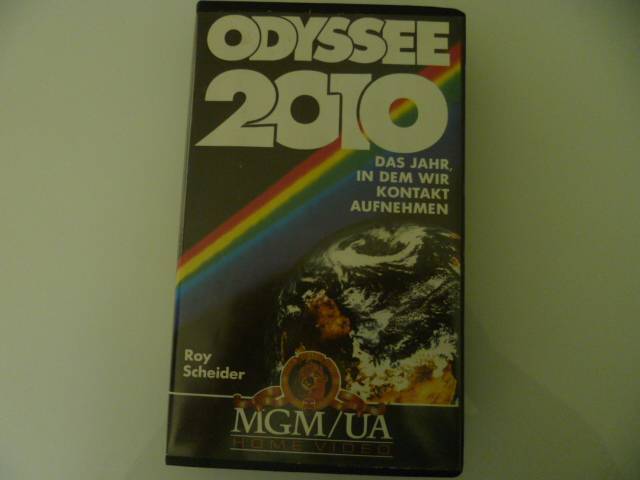 ODYSSEE
2010
DAS JAHR,
IN DEM WIR
KONTAKT
AUFNEHMEN
Roy
Scheider
MGM/UA
HOME VIDEO